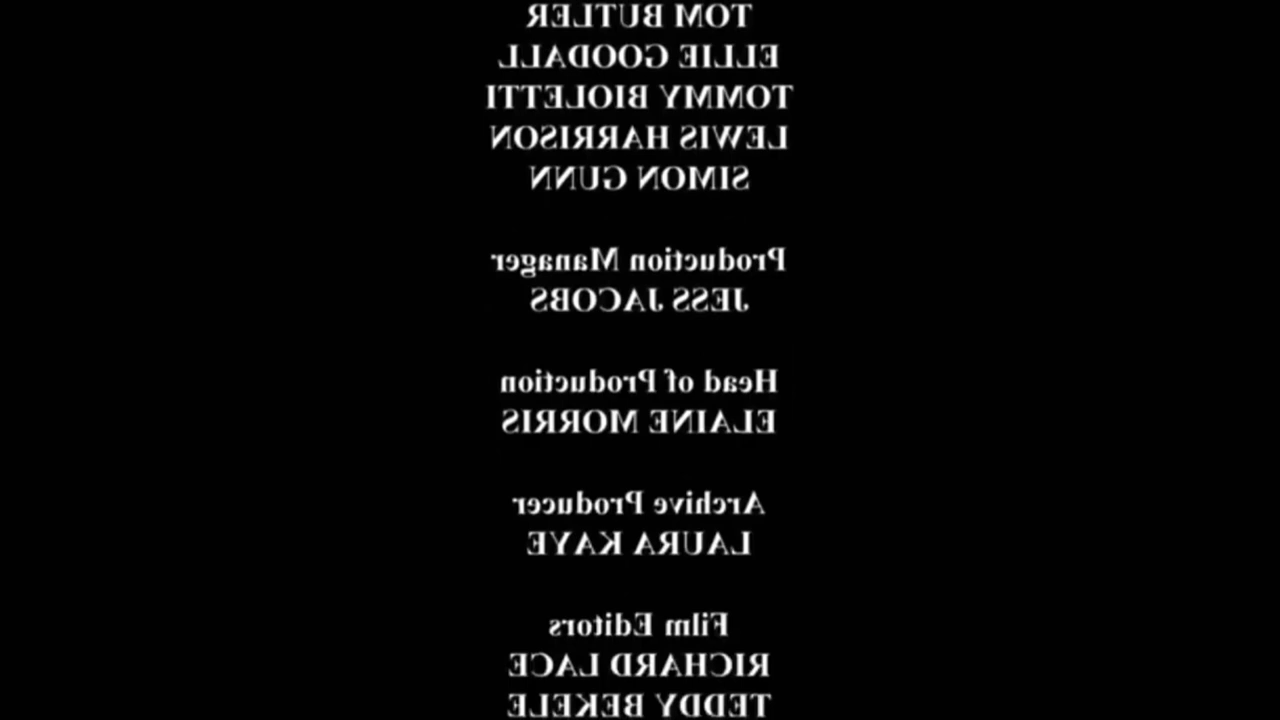 TOM BUTLER
ELLIE GOODALL
TOMMY BIOLETTI
LEWIS HARRISON
SIMON GUNN
Production Manager
JESS JACOBS
Head of Production
ELAINE MORRIS
Archive Producer
LAURA KAYE
Film Editors
RICHARD LACE
TEDDY BEKELE